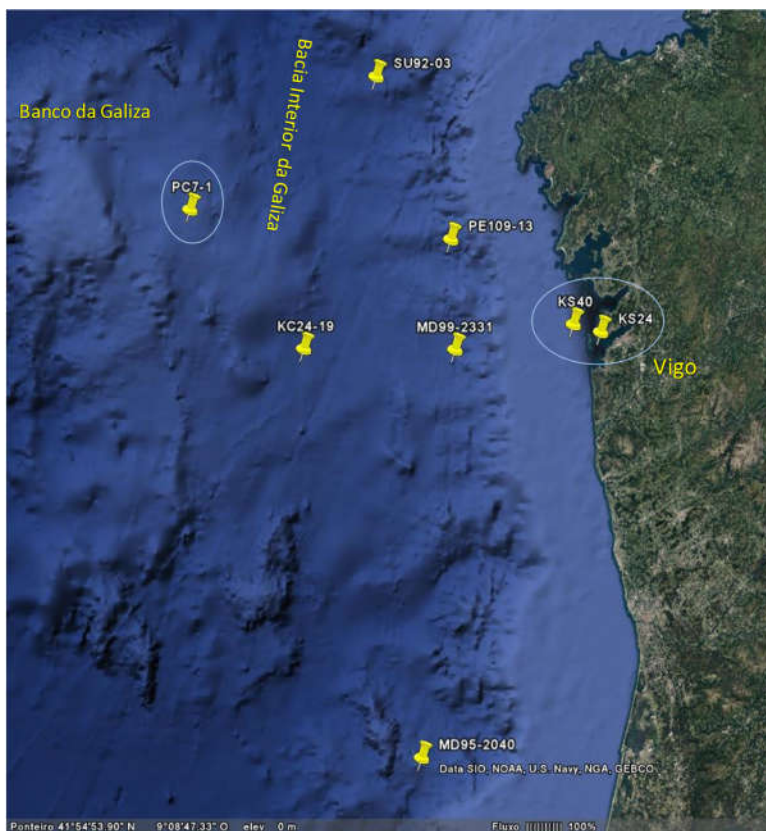 SU92-03
Bacia Interior da Galiza
Banco da Galiza
PC7-1
PE109-13
KS40
KS24
KC24-19
MD99-2331
Vigo
MD95-2040
Data SIO, NOAA, U.S. Navy, NGA, GEBCO
Ponteiro 41°54'53.90" N 9°08'47.33" O elev. 0 m Fluxo |||||||||| 100%